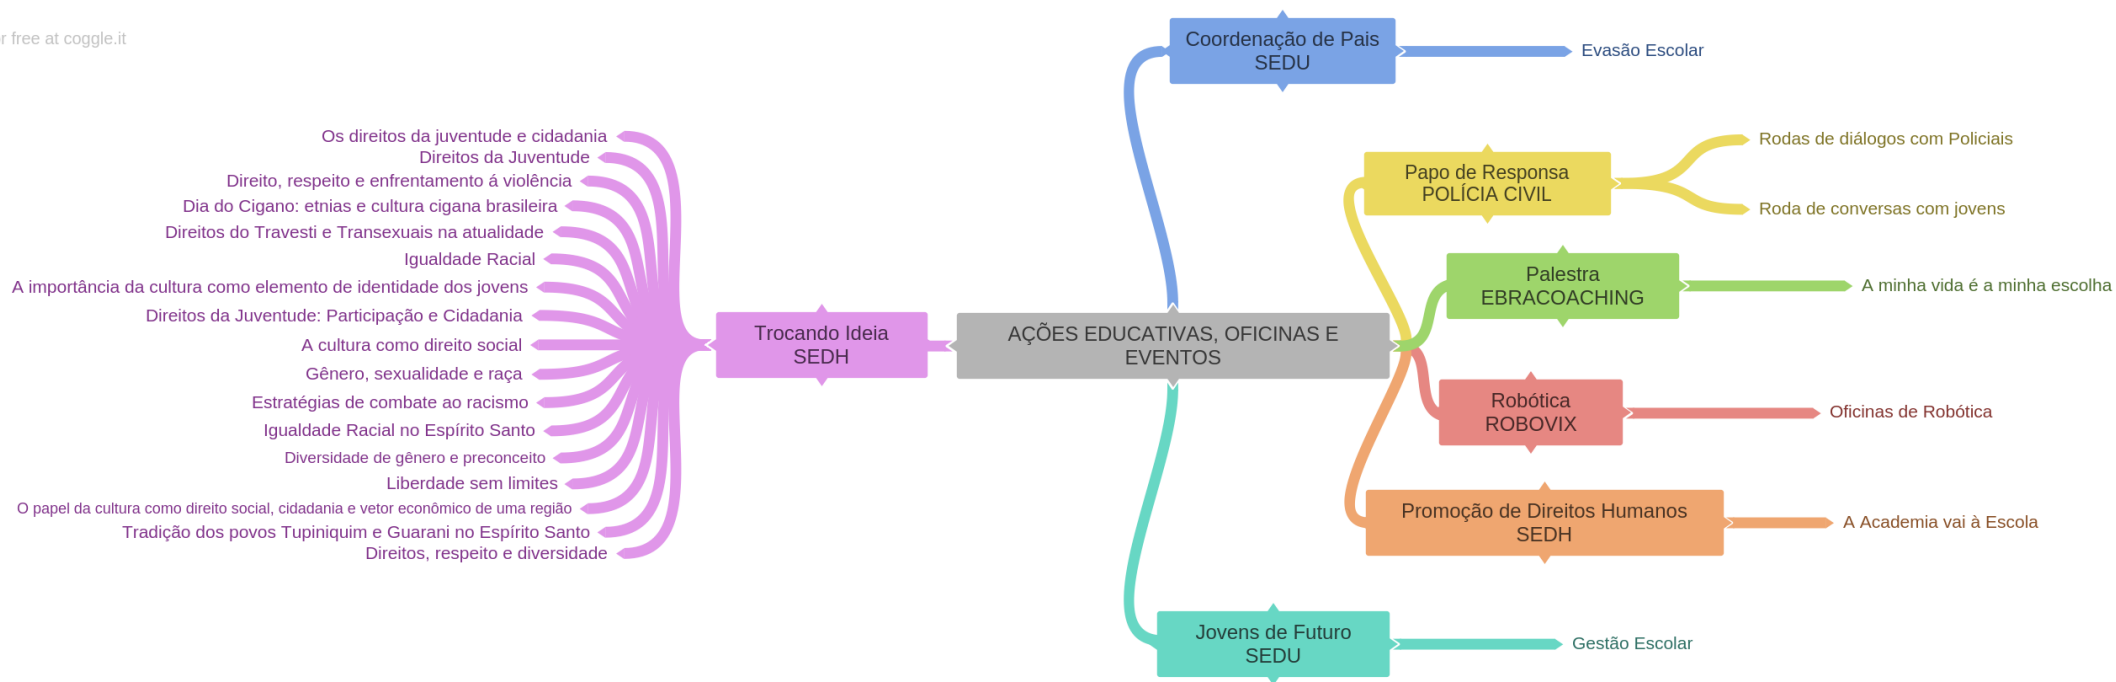 or free at coggle.it
Coordenação de Pais
SEDU
Evasão Escolar
Os direitos da juventude e cidadania
Direitos da Juventude
Direito, respeito e enfrentamento á violência
Dia do Cigano: etnias e cultura cigana brasileira
Direitos do Travesti e Transexuais na atualidade
Igualdade Racial
A importância da cultura como elemento de identidade dos jovens
Direitos da Juventude: Participação e Cidadania
A cultura como direito social
Gênero, sexualidade e raça
Estratégias de combate ao racismo
Igualdade Racial no Espírito Santo
Diversidade de gênero e preconceito
Liberdade sem limites
O papel da cultura como direito social, cidadania e vetor econômico de uma região
Tradição dos povos Tupiniquim e Guarani no Espírito Santo
Direitos, respeito e diversidade
Trocando Ideia
SEDH
AÇÕES EDUCATIVAS, OFICINAS E
EVENTOS
Papo de Responsa
POLÍCIA CIVIL
Rodas de diálogos com Policiais
Roda de conversas com jovens
Palestra
EBRACOACHING
A minha vida é a minha escolha
Robótica
ROBOVIX
Oficinas de Robótica
Promoção de Direitos Humanos
SEDH
A Academia vai à Escola
Jovens de Futuro
SEDU
Gestão Escolar